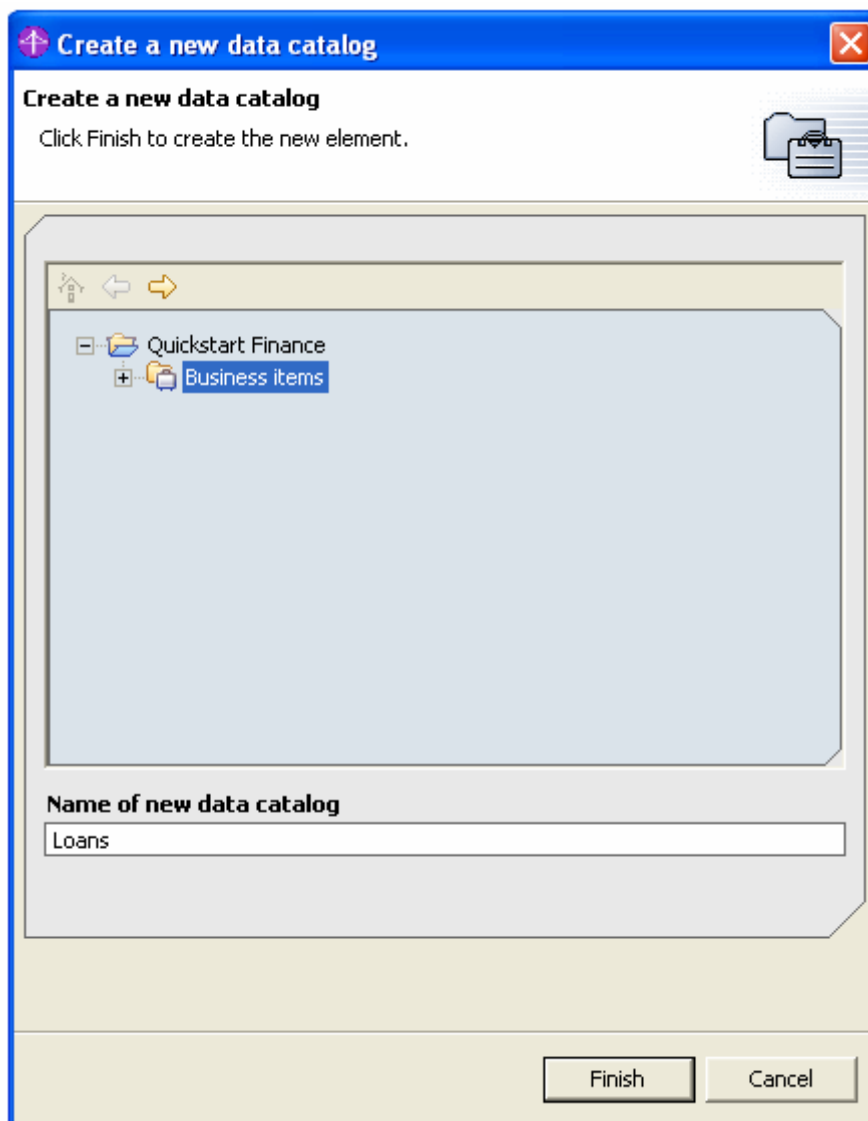 Create a new data catalog
Create a new data catalog
Click Finish to create the new element.
Quickstart Finance
Business items
Name of new data catalog
Loans
Finish
Cancel